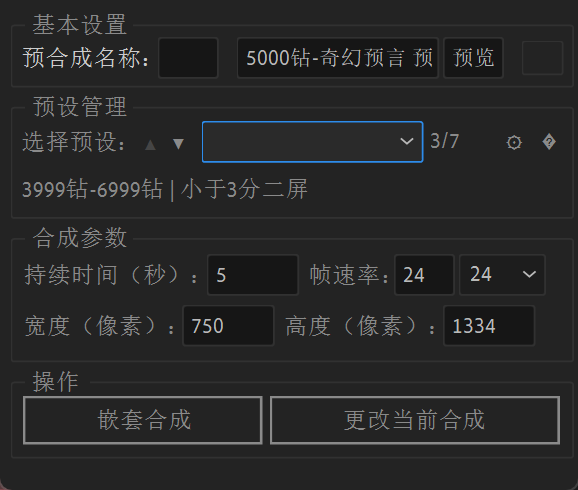 基本设置
预合成名称： 5000钻-奇幻预言 预 预览
预设管理
选择预设： ▲ ▼ 3/7 ⚙ �
3999钻-6999钻 | 小于3分二屏
合成参数
持续时间（秒）： 5 帧速率： 24 24
宽度（像素）： 750 高度（像素）： 1334
操作
嵌套合成 更改当前合成